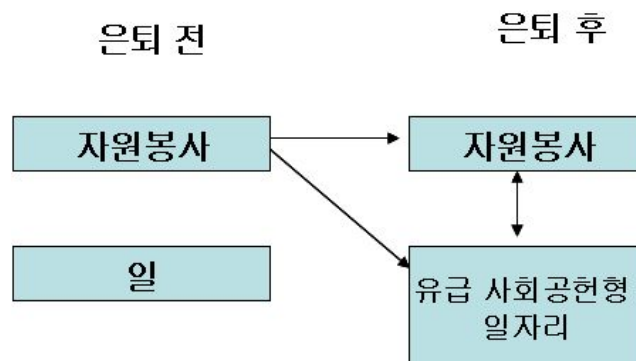 은퇴 전
은퇴 후
자원봉사
자원봉사
일
유급 사회공헌형
일자리